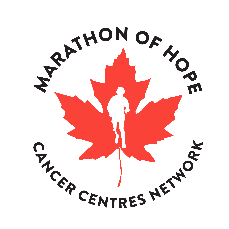 MARATHON OF HOPE
CANCER CENTRES NETWORK